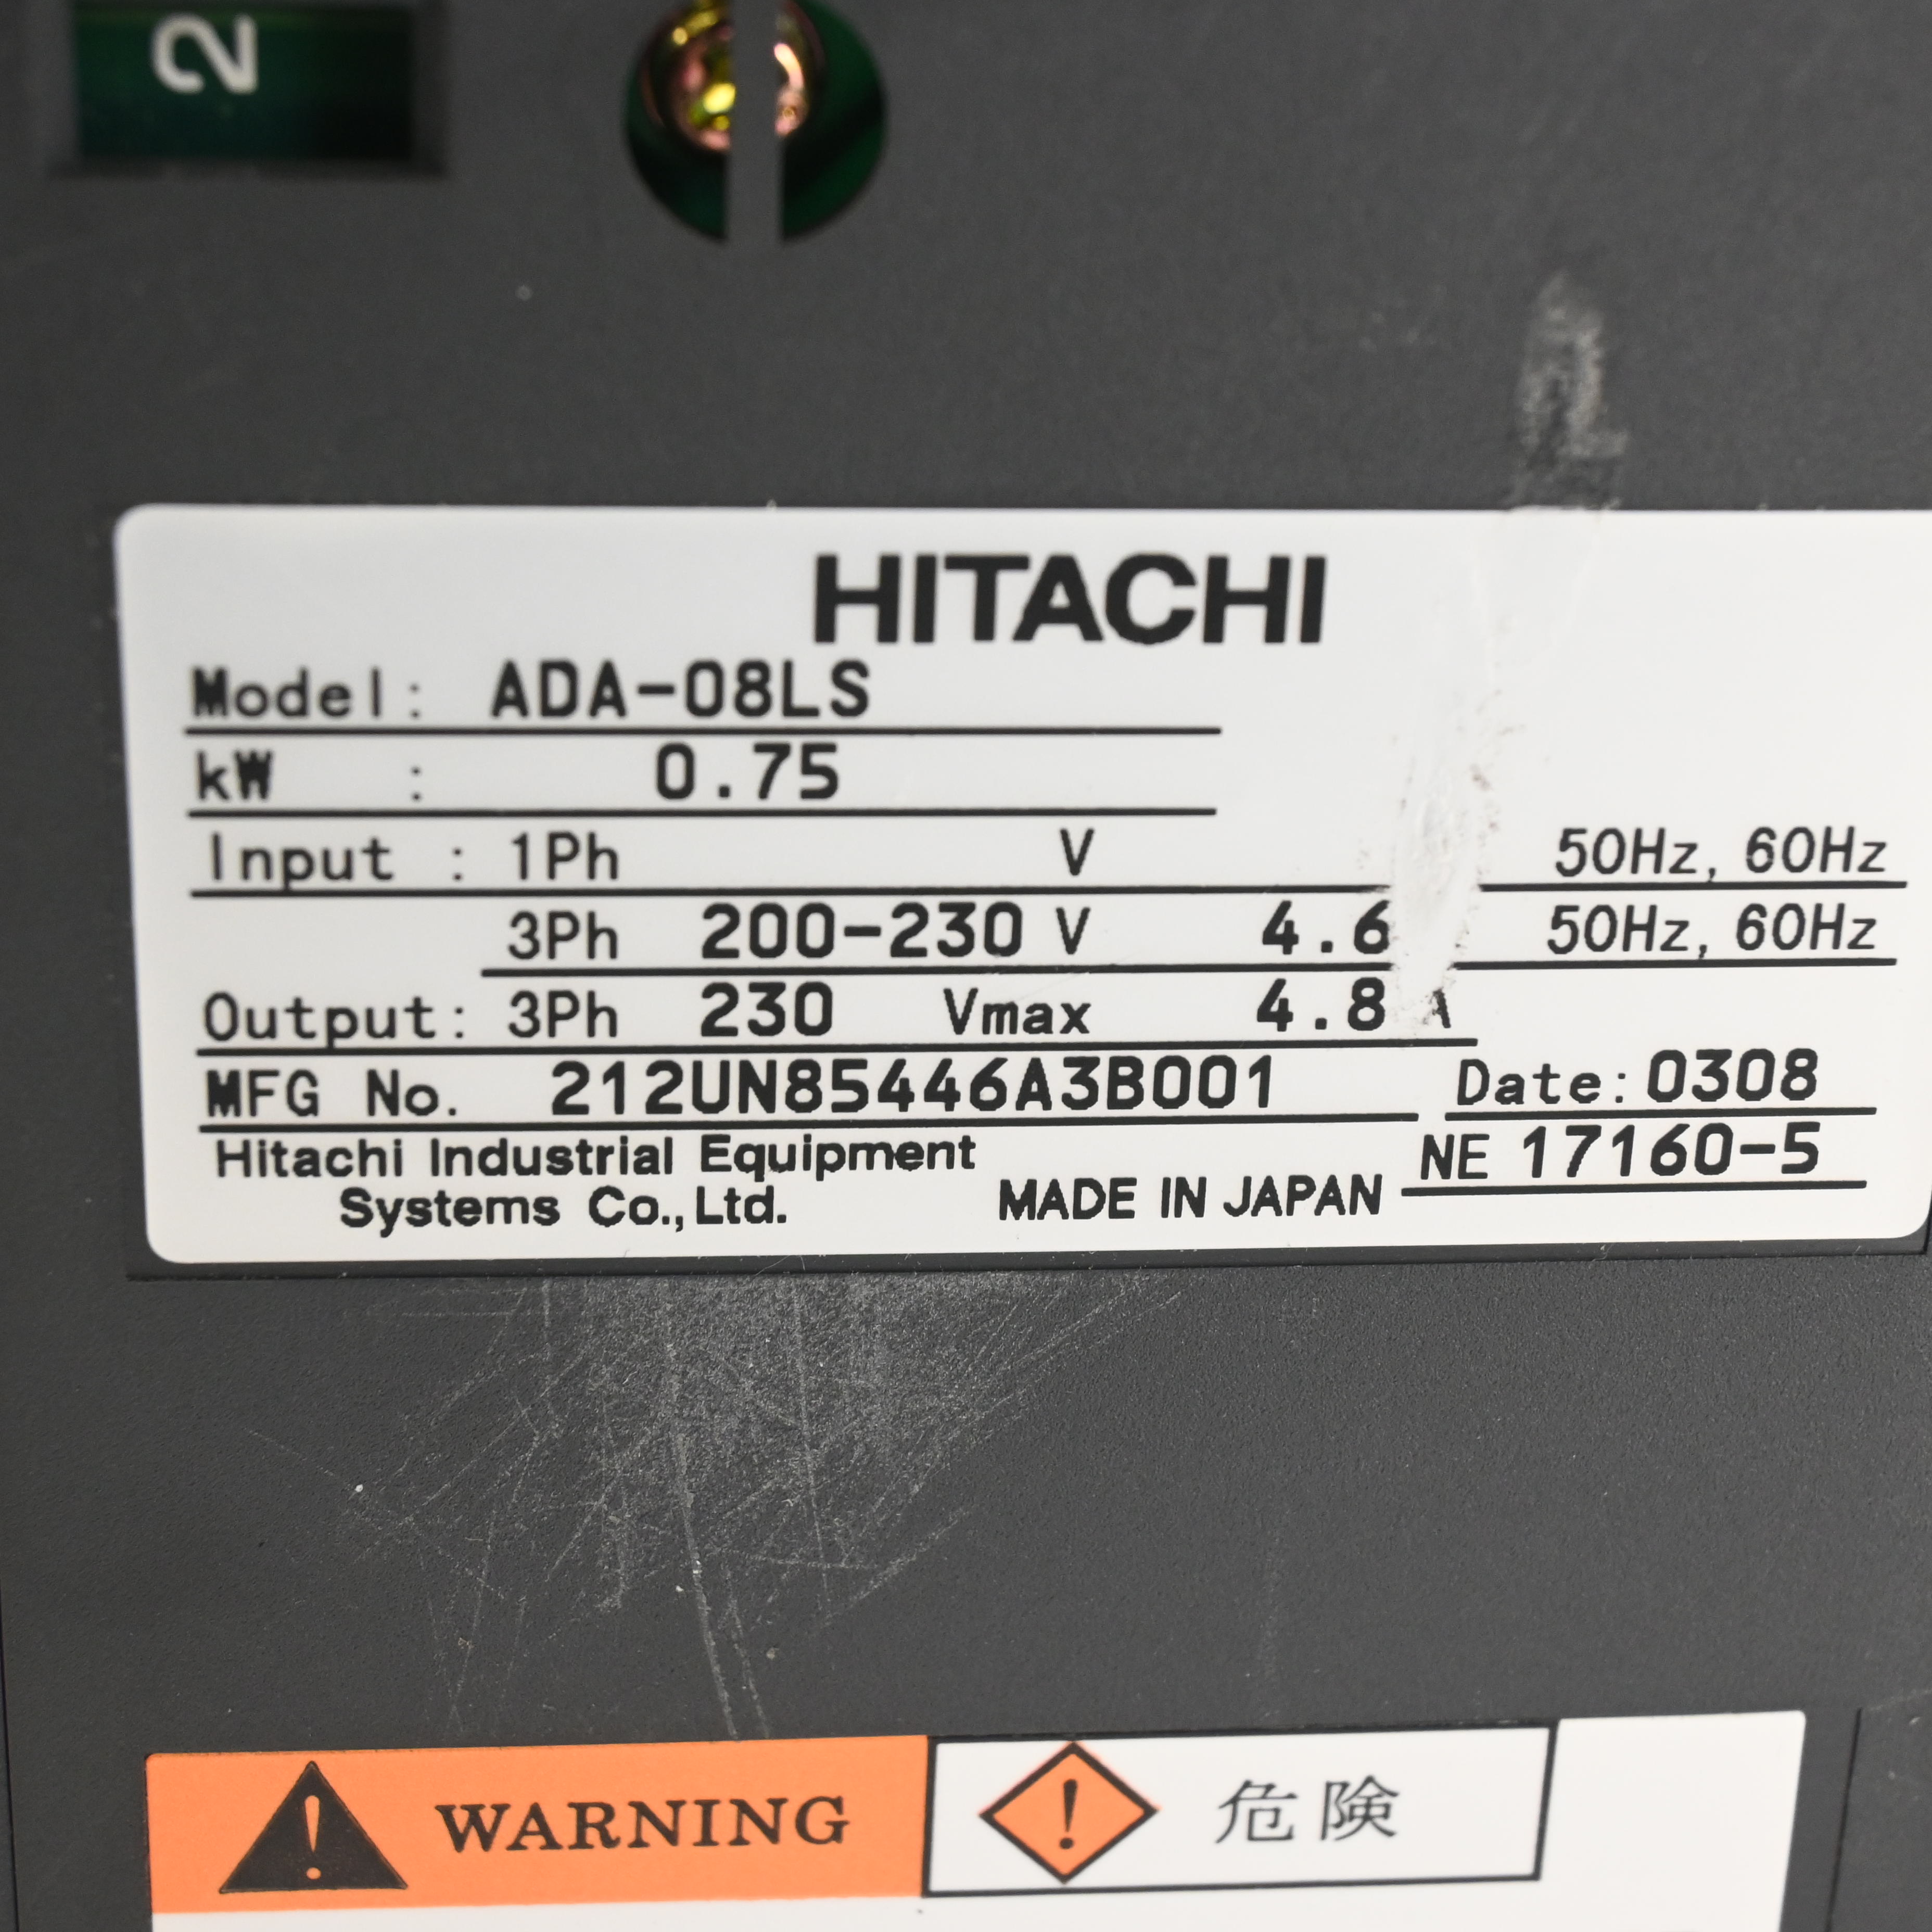 2
HITACHI
Model: ADA-08LS
kW : 0.75
Input : 1Ph V 50Hz, 60Hz
3Ph 200-230 V 4.6 50Hz, 60Hz
Output: 3Ph 230 Vmax 4.8 A
MFG No. 212UN85446A3B001 Date: 0308
Hitachi Industrial Equipment
Systems Co., Ltd. MADE IN JAPAN NE 17160-5
WARNING 危険